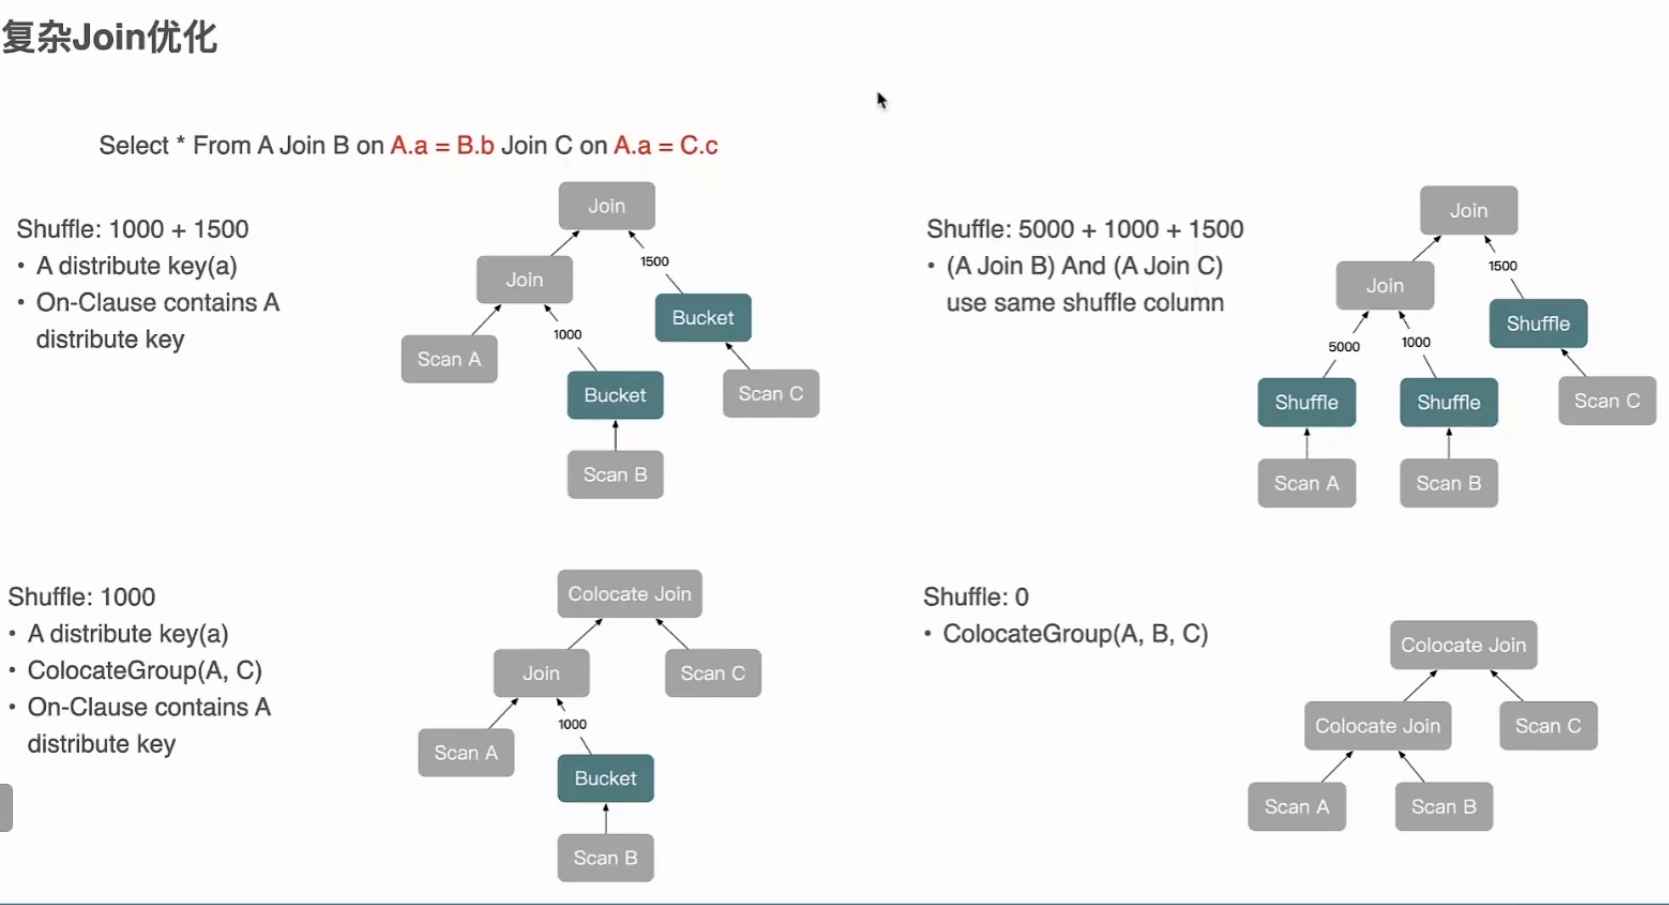 复杂Join优化
Select * From A Join B on A.a = B.b Join C on A.a = C.c
Shuffle: 1000 + 1500
• A distribute key(a)
• On-Clause contains A
distribute key
Join
Join
1500
Bucket
Scan A
1000
Bucket
Scan C
Scan B
Shuffle: 5000 + 1000 + 1500
• (A Join B) And (A Join C)
use same shuffle column
Join
Join
1500
Shuffle
5000
1000
Shuffle
Shuffle
Scan C
Scan A
Scan B
Shuffle: 1000
• A distribute key(a)
• ColocateGroup(A, C)
• On-Clause contains A
distribute key
Colocate Join
Join
Scan C
Scan A
1000
Bucket
Scan B
Shuffle: 0
• ColocateGroup(A, B, C)
Colocate Join
Colocate Join
Scan C
Scan A
Scan B